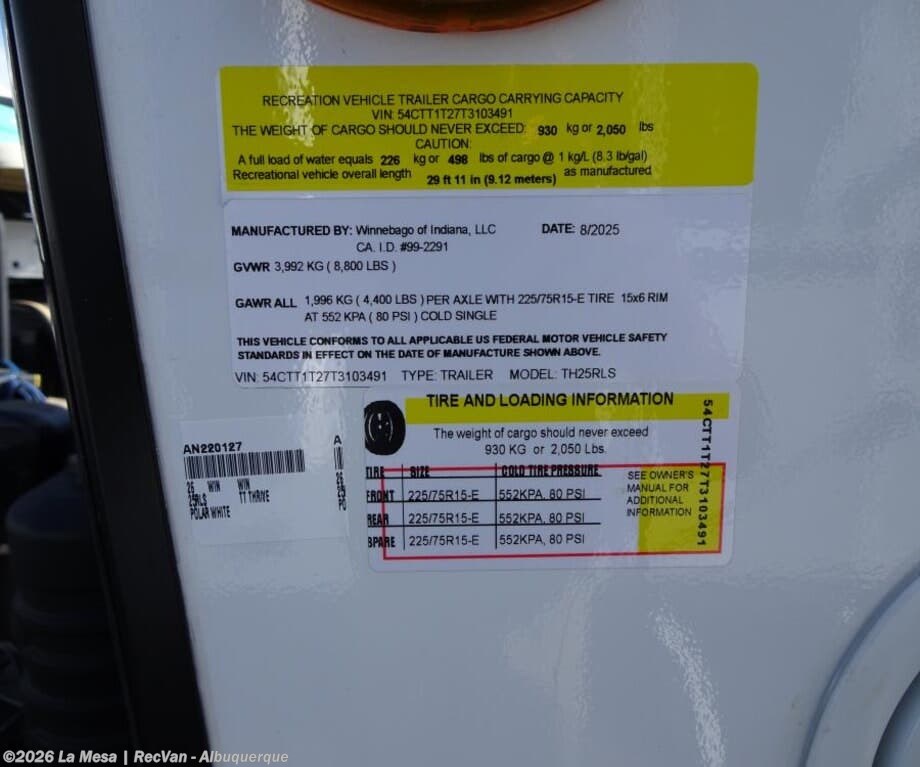 RECREATION VEHICLE TRAILER CARGO CARRYING CAPACITY
VIN: 54CTT1T27T3103491
THE WEIGHT OF CARGO SHOULD NEVER EXCEED: 930 kg or 2,050 lbs
CAUTION:
A full load of water equals 226 kg or 498 lbs of cargo @ 1 kg/L (8.3 lb/gal)
Recreational vehicle overall length 29 ft 11 in (9.12 meters) as manufactured
MANUFACTURED BY: Winnebago of Indiana, LLC DATE: 8/2025
CA. I.D. #99-2291
GVWR 3,992 KG ( 8,800 LBS )
GAWR ALL 1,996 KG ( 4,400 LBS ) PER AXLE WITH 225/75R15-E TIRE 15x6 RIM
AT 552 KPA ( 80 PSI ) COLD SINGLE
THIS VEHICLE CONFORMS TO ALL APPLICABLE US FEDERAL MOTOR VEHICLE SAFETY
STANDARDS IN EFFECT ON THE DATE OF MANUFACTURE SHOWN ABOVE.
VIN: 54CTT1T27T3103491 TYPE: TRAILER MODEL: TH25RLS
TIRE AND LOADING INFORMATION
The weight of cargo should never exceed
930 KG or 2,050 Lbs.
TIRE SIZE COLD TIRE PRESSURE
FRONT 225/75R15-E 552KPA, 80 PSI
REAR 225/75R15-E 552KPA, 80 PSI
SPARE 225/75R15-E 552KPA, 80 PSI
SEE OWNER'S
MANUAL FOR
ADDITIONAL
INFORMATION
54CTT1T27T3103491
AN220127
26 WIN WIN
25RLS TT THRIVE
POLAR WHITE
A
26
25
PO
©2026 La Mesa | RecVan - Albuquerque